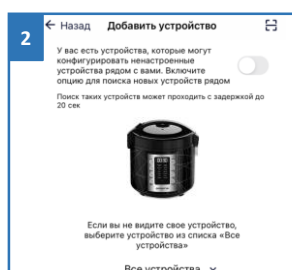 2
← Назад Добавить устройство
У вас есть устройства, которые могут
конфигурировать ненастроенные
устройства рядом с вами. Включите
опцию для поиска новых устройств рядом
Поиск таких устройств может проходить с задержкой до
20 сек
Если вы не видите свое устройство,
выберите устройство из списка «Все
устройства»
Все устройства